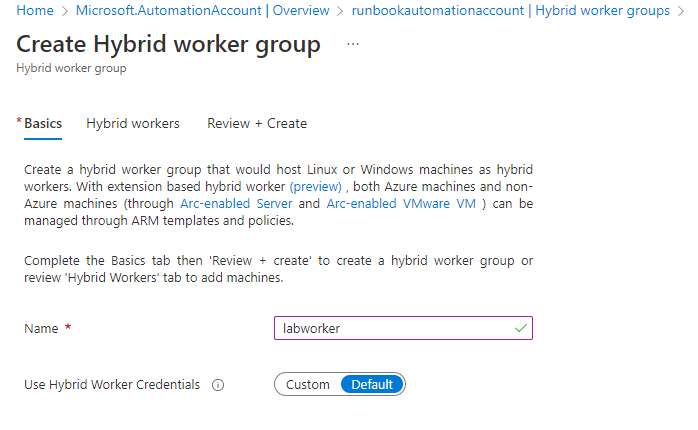 Home > Microsoft.AutomationAccount | Overview > runbookautomationaccount | Hybrid worker groups >
Create Hybrid worker group ...
Hybrid worker group
* Basics Hybrid workers Review + Create
Create a hybrid worker group that would host Linux or Windows machines as hybrid
workers. With extension based hybrid worker (preview) , both Azure machines and non-
Azure machines (through Arc-enabled Server and Arc-enabled VMware VM ) can be
managed through ARM templates and policies.
Complete the Basics tab then 'Review + create' to create a hybrid worker group or
review 'Hybrid Workers' tab to add machines.
Name * labworker
Use Hybrid Worker Credentials Custom Default